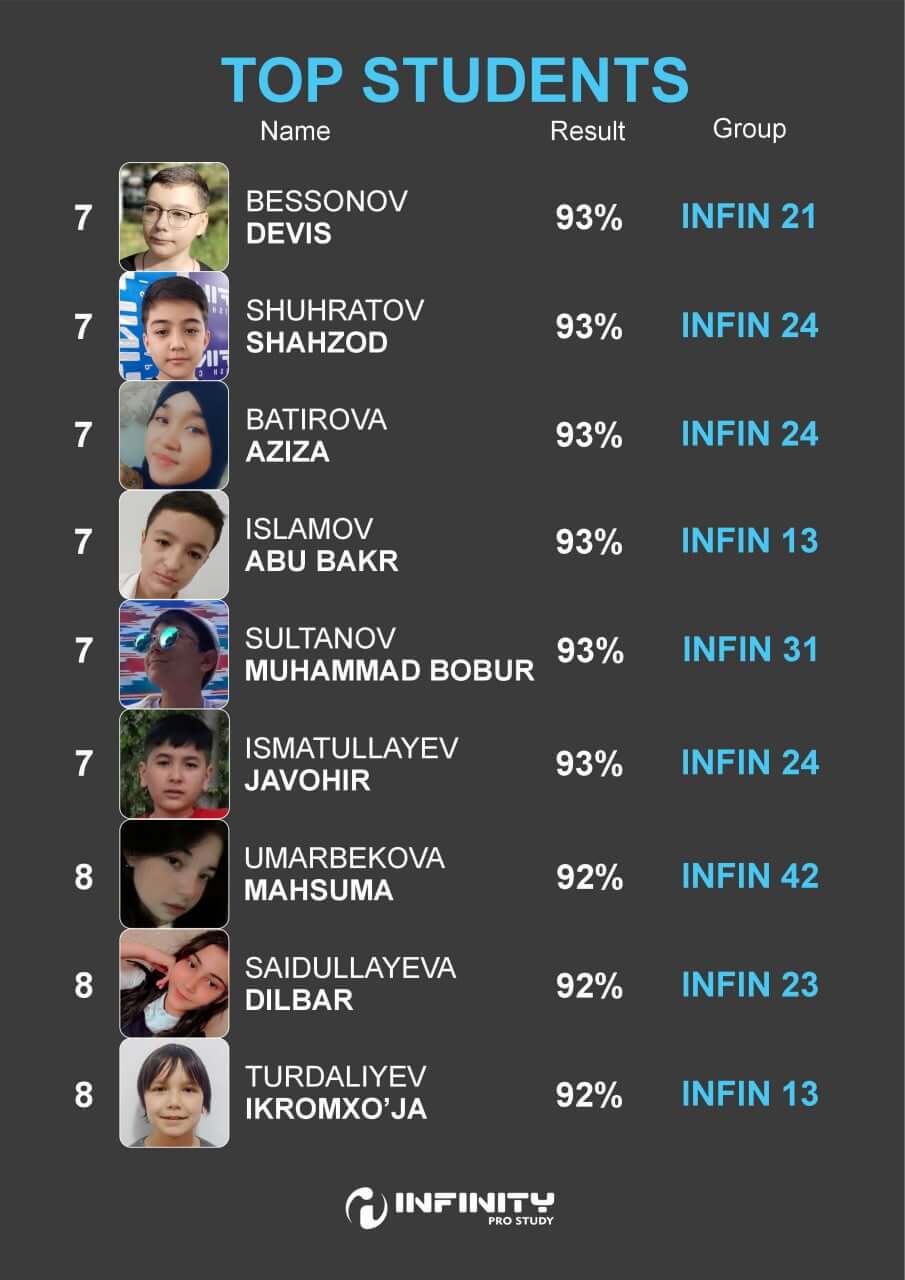 TOP STUDENTS
Name Result Group
7 BESSONOV DEVIS 93% INFIN 21
7 SHUHRATOV SHAHZOD 93% INFIN 24
7 BATIROVA AZIZA 93% INFIN 24
7 ISLAMOV ABU BAKR 93% INFIN 13
7 SULTANOV MUHAMMAD BOBUR 93% INFIN 31
7 ISMATULLAYEV JAVOHIR 93% INFIN 24
8 UMARBEKOVA MAHSUMA 92% INFIN 42
8 SAIDULLAYEVA DILBAR 92% INFIN 23
8 TURDALIYEV IKROMXO’JA 92% INFIN 13
INFINITY
PRO STUDY